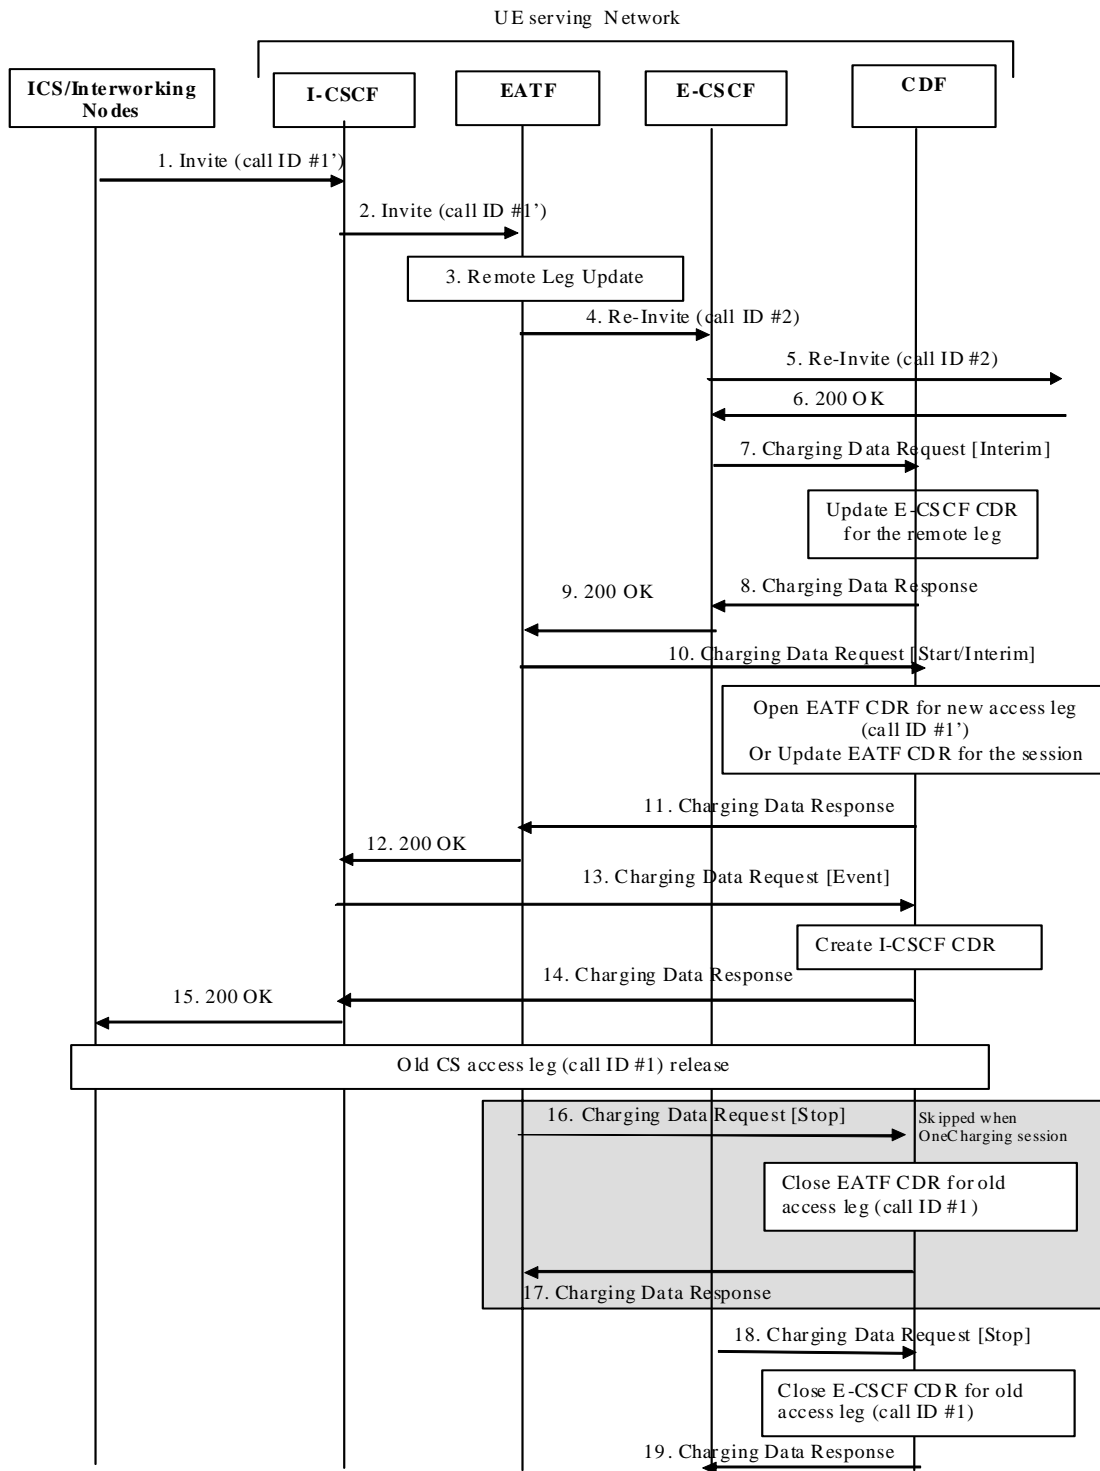 UE serving Network
ICS/Interworking
Nodes
I-CSCF
EATF
E-CSCF
CDF
1. Invite (call ID #1’)
2. Invite (call ID #1’)
3. Remote Leg Update
4. Re-Invite (call ID #2)
5. Re-Invite (call ID #2)
6. 200 OK
7. Charging Data Request [Interim]
Update E-CSCF CDR
for the remote leg
8. Charging Data Response
9. 200 OK
10. Charging Data Request [Start/Interim]
Open EATF CDR for new access leg
(call ID #1’)
Or Update EATF CDR for the session
11. Charging Data Response
12. 200 OK
13. Charging Data Request [Event]
Create I-CSCF CDR
14. Charging Data Response
15. 200 OK
Old CS access leg (call ID #1) release
16. Charging Data Request [Stop]
Skipped when
OneCharging session
Close EATF CDR for old
access leg (call ID #1)
17. Charging Data Response
18. Charging Data Request [Stop]
Close E-CSCF CDR for old
access leg (call ID #1)
19. Charging Data Response